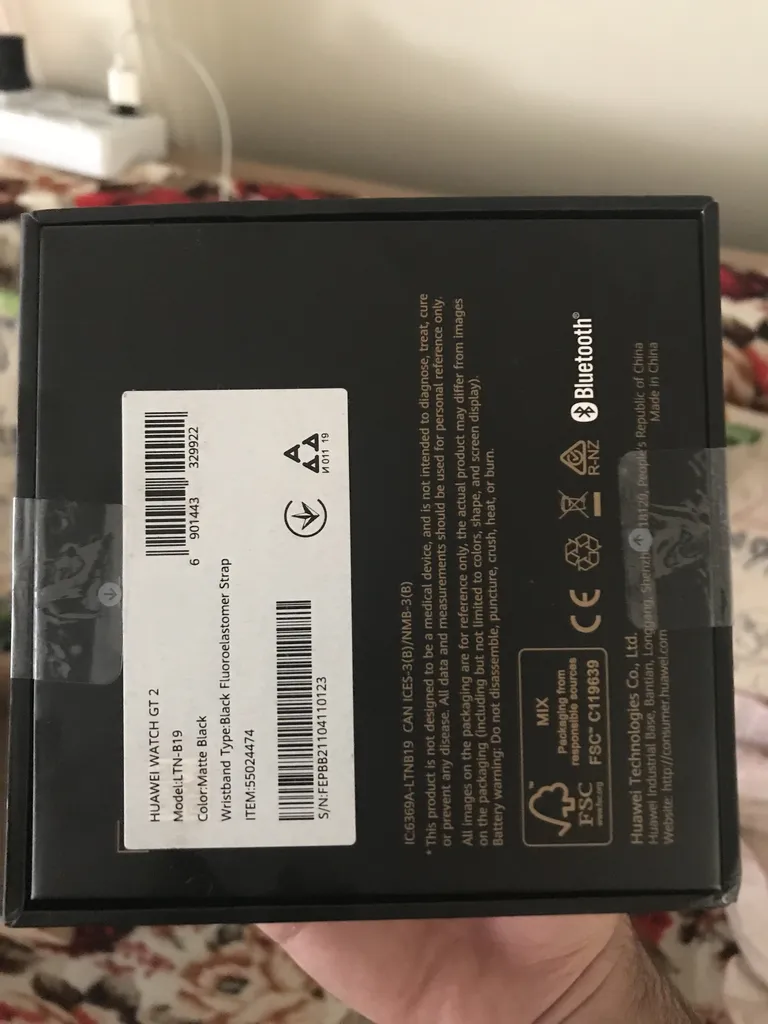 HUAWEI WATCH GT 2
Model:LTN-B19
Color:Matte Black
Wristband Type:Black Fluoroelastomer Strap
ITEM:55024474
S/N:FEPBB21104110123
6 901443 329922
И 011 19
IC:6369A-LTNB19 CAN ICES-3(B)/NMB-3(B)
* This product is not designed to be a medical device, and is not intended to diagnose, treat, cure
or prevent any disease. All data and measurements should be used for personal reference only.
All images on the packaging are for reference only, the actual product may differ from images
on the packaging (including but not limited to colors, shape, and screen display).
Battery warning: Do not disassemble, puncture, crush, heat, or burn.
FSC
www.fsc.org
MIX
Packaging from
responsible sources
FSC™ C119639
CE
R-NZ
Bluetooth®
Huawei Technologies Co., Ltd.
Huawei Industrial Base, Bantian, Longgang, Shenzhen 518129, People's Republic of China
Website: http://consumer.huawei.com
Made in China